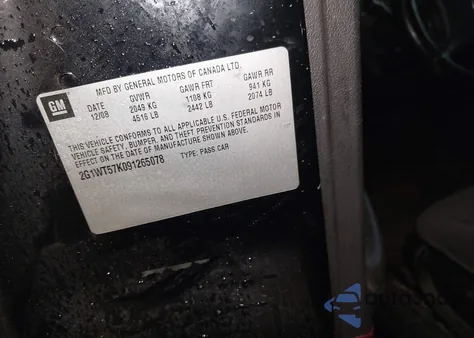 GM
MFD BY GENERAL MOTORS OF CANADA LTD.
DATE GVWR GAWR FRT GAWR RR
12/08 2049 KG 1108 KG 941 KG
4516 LB 2442 LB 2074 LB
THIS VEHICLE CONFORMS TO ALL APPLICABLE U.S. FEDERAL MOTOR
VEHICLE SAFETY, BUMPER, AND THEFT PREVENTION STANDARDS IN
EFFECT ON THE DATE OF MANUFACTURE SHOWN ABOVE.
2G1WT57K091265078 TYPE: PASS CAR